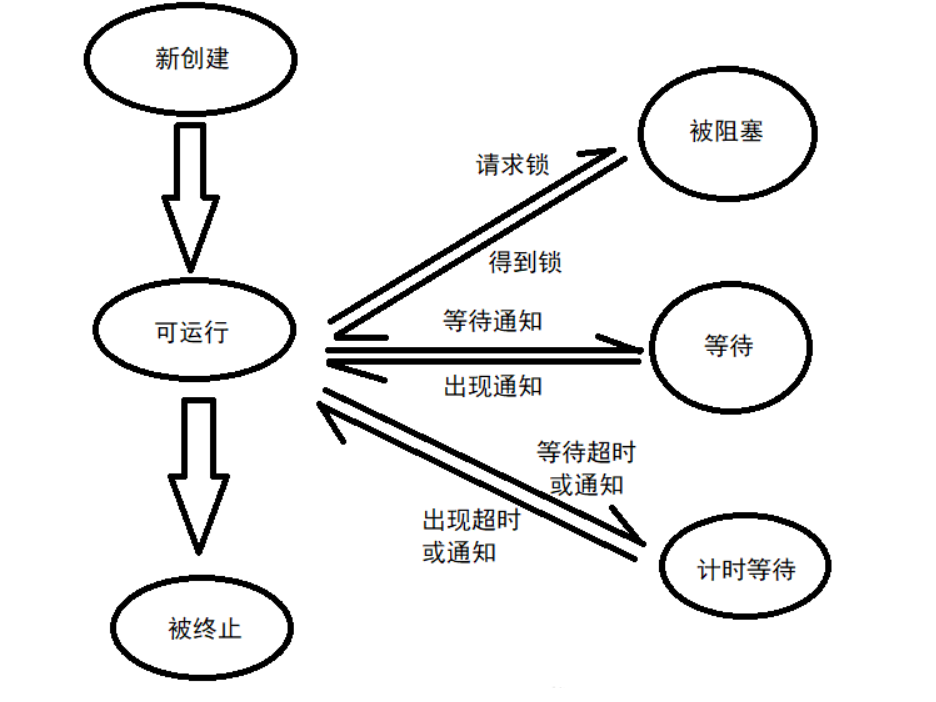 新创建
被阻塞
请求锁
得到锁
等待通知
可运行
等待
出现通知
等待超时
或通知
出现超时
或通知
计时等待
被终止